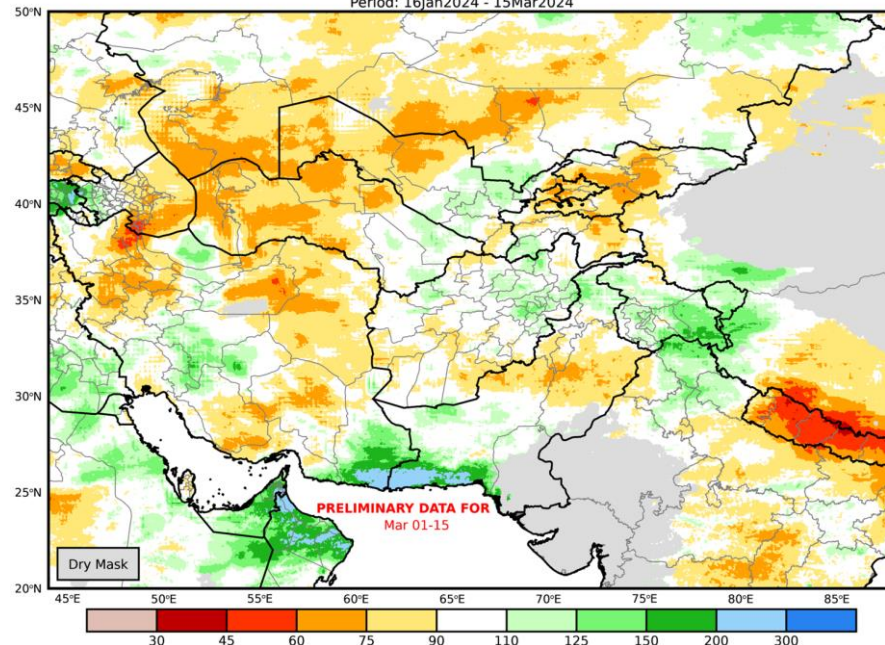 Period: 16Jan2024 - 15Mar2024
50°N
45°N
40°N
35°N
30°N
25°N
20°N
PRELIMINARY DATA FOR
Mar 01-15
Dry Mask
45°E 50°E 55°E 60°E 65°E 70°E 75°E 80°E 85°E
30 45 60 75 90 110 125 150 200 300